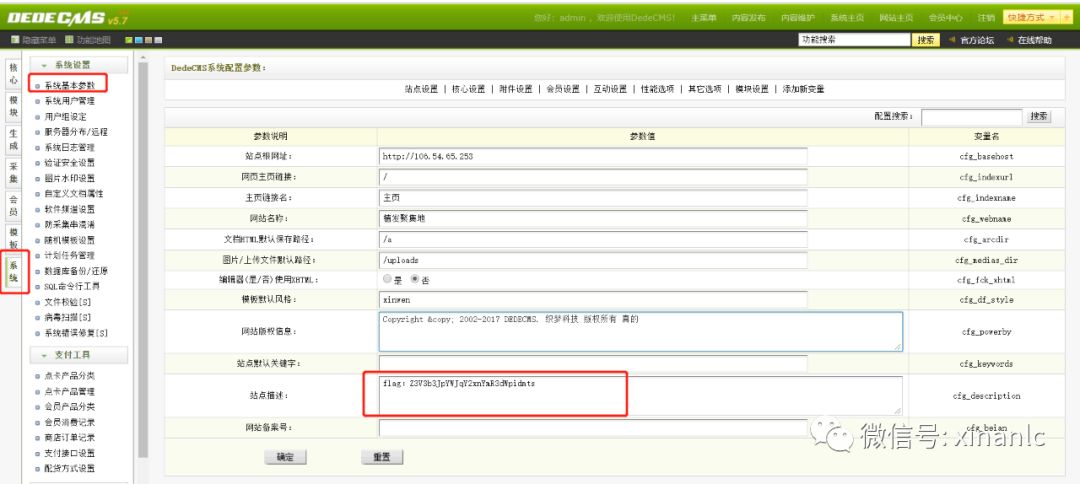 DEDECMS v5.7
您好：admin ，欢迎使用DedeCMS！ 主菜单 内容发布 内容维护 系统主页 网站主页 会员中心 注销 快捷方式 +
隐藏菜单 功能地图 功能搜索 搜索 官方论坛 在线帮助
核心
模块
生成
采集
会员
模板
系统
系统设置
系统基本参数
系统用户管理
用户组设定
服务器分布/远程
系统日志管理
验证安全设置
图片水印设置
自定义文档属性
软件频道设置
防采集串混淆
随机模板设置
计划任务管理
数据库备份/还原
SQL命令行工具
文件校验[S]
病毒扫描[S]
系统错误修复[S]
支付工具
点卡产品分类
点卡产品管理
会员产品分类
会员消费记录
商店订单记录
支付接口设置
配货方式设置
DedeCMS系统配置参数：
站点设置 | 核心设置 | 附件设置 | 会员设置 | 互动设置 | 性能选项 | 其它选项 | 模块设置 | 添加新变量
配置搜索： 搜索
参数说明 参数值 变量名
站点根网址： http://106.54.65.253 cfg_basehost
网页主页链接： / cfg_indexurl
主页链接名： 主页 cfg_indexname
网站名称： 植发聚集地 cfg_webname
文档HTML默认保存路径： /a cfg_arcdir
图片/上传文件默认路径： /uploads cfg_medias_dir
编辑器(是/否)使用XHTML： 是 否 cfg_fck_xhtml
模板默认风格： xinwen cfg_df_style
网站版权信息： Copyright &copy; 2002-2017 DEDECMS. 织梦科技 版权所有 真的 cfg_powerby
站点默认关键字： cfg_keywords
站点描述： flag：Z3V3b3JpYWJqY2xnYmR3dWpidmts cfg_description
网站备案号： cfg_beian
确定 重置
微信号: xinanlc